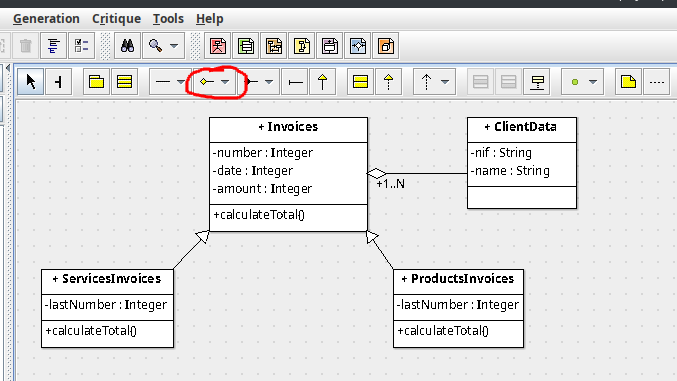 Generation Critique Tools Help
+ Invoices
-number : Integer
-date : Integer
-amount : Integer
+calculateTotal()
+1..N
+ ClientData
-nif : String
-name : String
+ ServicesInvoices
-lastNumber : Integer
+calculateTotal()
+ ProductsInvoices
-lastNumber : Integer
+calculateTotal()